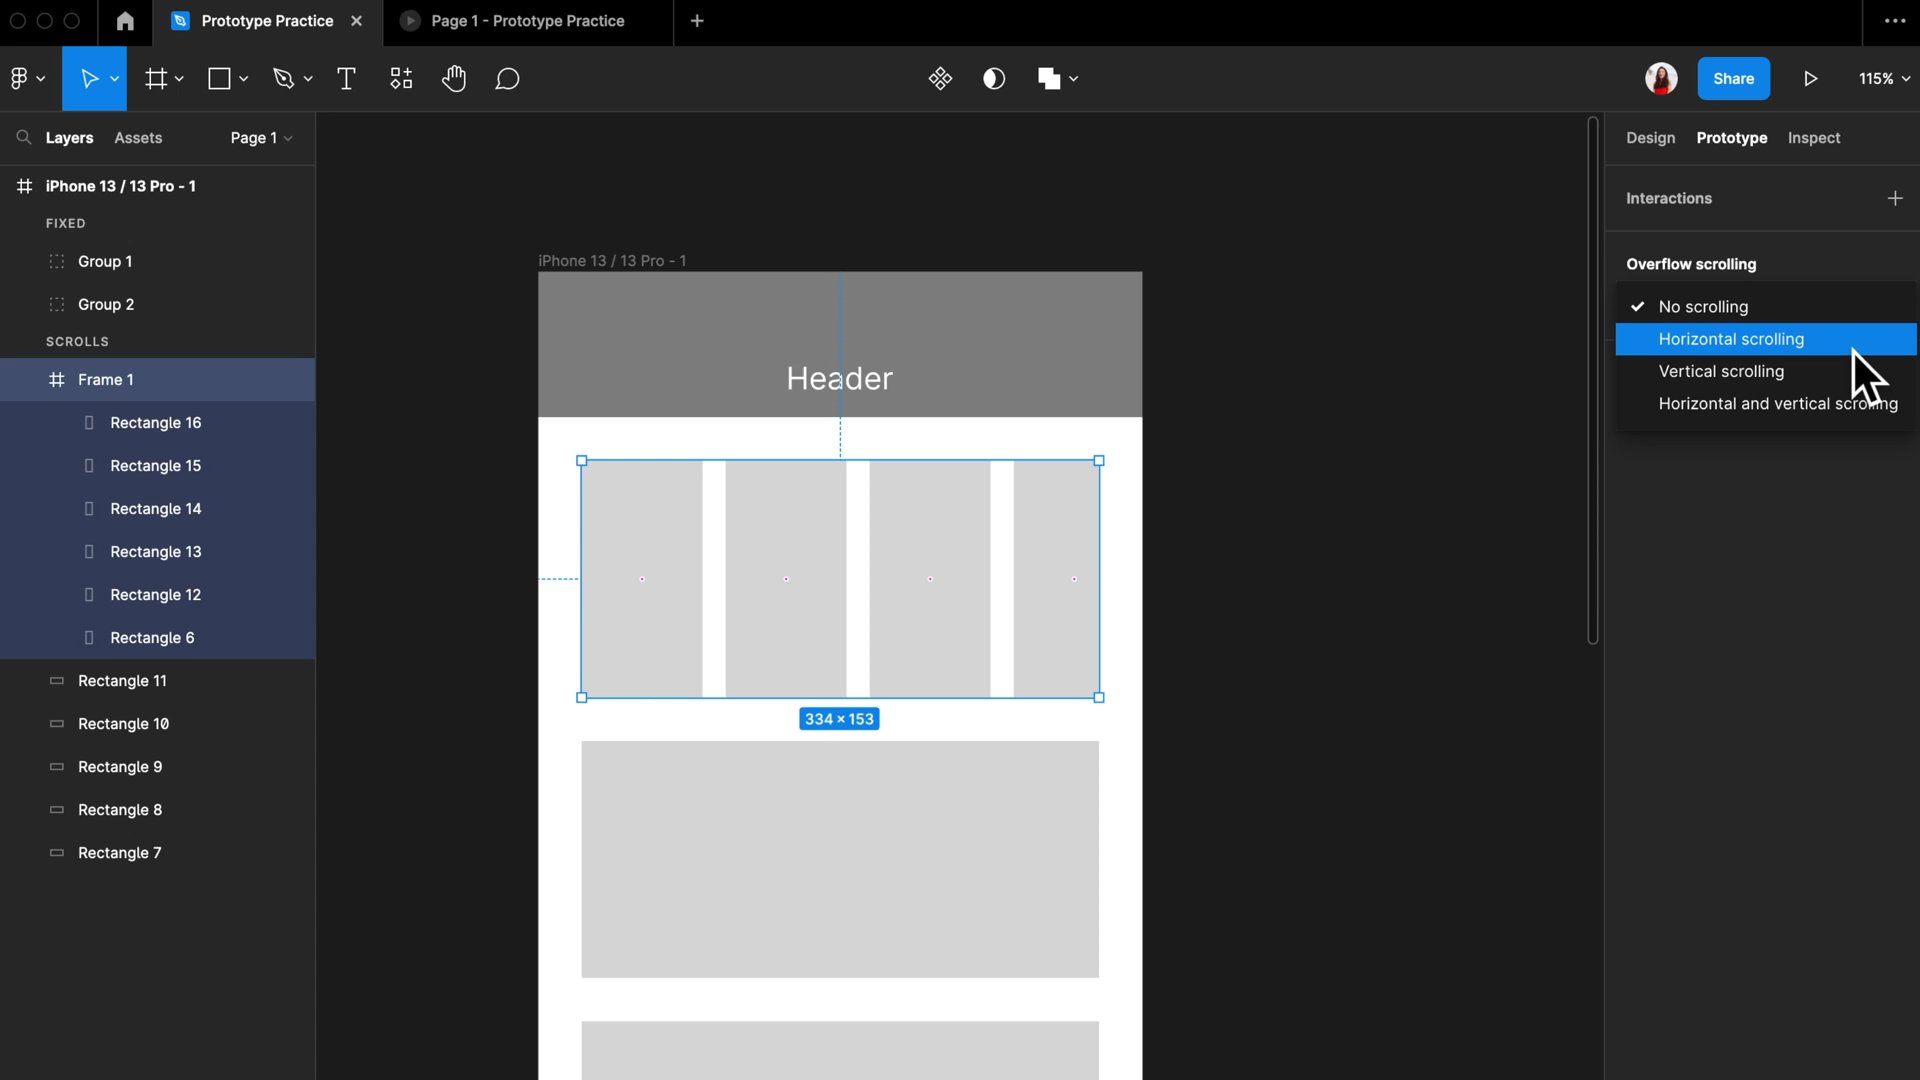 Prototype Practice
Page 1 - Prototype Practice
Share
115%
Layers
Assets
Page 1
iPhone 13 / 13 Pro - 1
FIXED
Group 1
Group 2
SCROLLS
Frame 1
Rectangle 16
Rectangle 15
Rectangle 14
Rectangle 13
Rectangle 12
Rectangle 6
Rectangle 11
Rectangle 10
Rectangle 9
Rectangle 8
Rectangle 7
iPhone 13 / 13 Pro - 1
Header
334 × 153
Design
Prototype
Inspect
Interactions
Overflow scrolling
No scrolling
Horizontal scrolling
Vertical scrolling
Horizontal and vertical scrolling